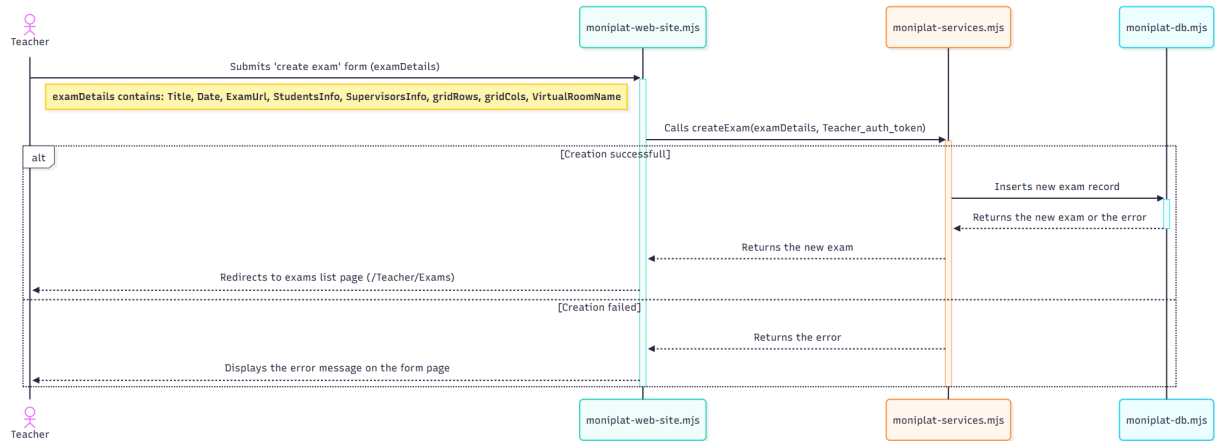 Teacher
moniplat-web-site.mjs
moniplat-services.mjs
moniplat-db.mjs
Submits 'create exam' form (examDetails)
examDetails contains: Title, Date, ExamUrl, StudentsInfo, SupervisorsInfo, gridRows, gridCols, VirtualRoomName
Calls createExam(examDetails, Teacher_auth_token)
alt
[Creation successfull]
Inserts new exam record
Returns the new exam or the error
Returns the new exam
Redirects to exams list page (/Teacher/Exams)
[Creation failed]
Returns the error
Displays the error message on the form page
Teacher
moniplat-web-site.mjs
moniplat-services.mjs
moniplat-db.mjs